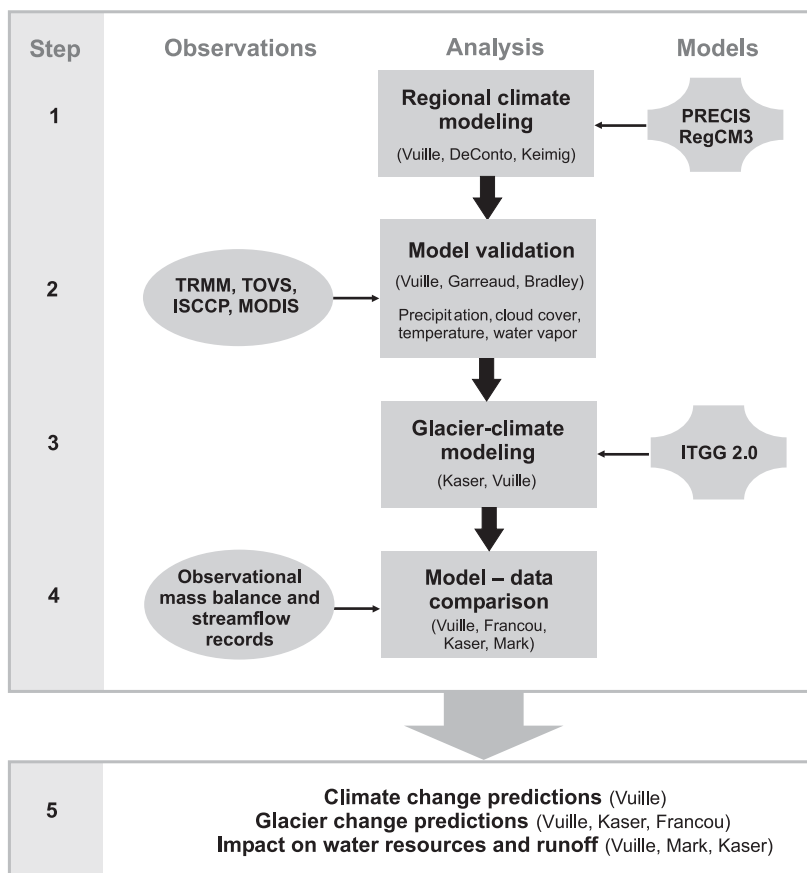 Step
Observations
Analysis
Models
1
Regional climate
modeling
(Vuille, DeConto, Keimig)
PRECIS
RegCM3
2
TRMM, TOVS,
ISCCP, MODIS
Model validation
(Vuille, Garreaud, Bradley)
Precipitation, cloud cover,
temperature, water vapor
3
Glacier-climate
modeling
(Kaser, Vuille)
ITGG 2.0
4
Observational
mass balance and
streamflow
records
Model – data
comparison
(Vuille, Francou,
Kaser, Mark)
5
Climate change predictions (Vuille)
Glacier change predictions (Vuille, Kaser, Francou)
Impact on water resources and runoff (Vuille, Mark, Kaser)